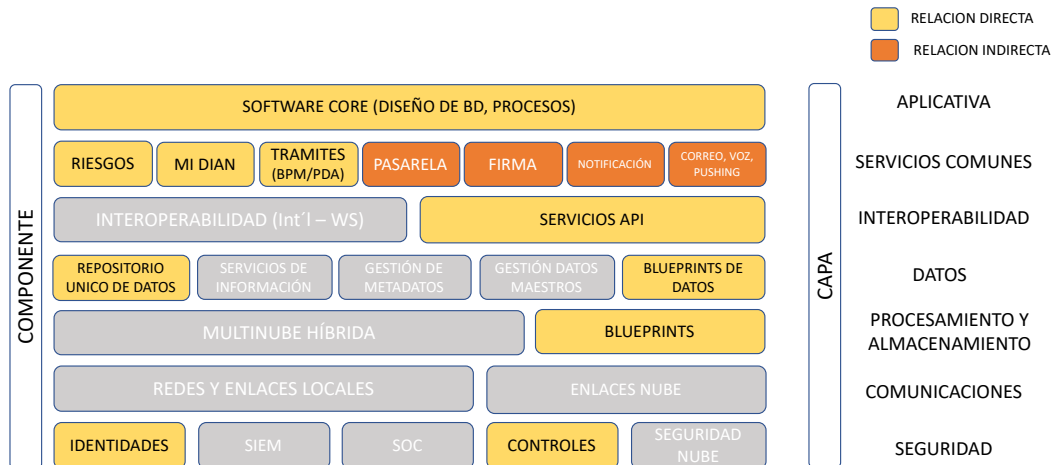 RELACION DIRECTA
RELACION INDIRECTA
COMPONENTE
CAPA
SOFTWARE CORE (DISEÑO DE BD, PROCESOS)
APLICATIVA
RIESGOS
MI DIAN
TRAMITES
(BPM/PDA)
PASARELA
FIRMA
NOTIFICACIÓN
CORREO, VOZ,
PUSHING
SERVICIOS COMUNES
INTEROPERABILIDAD (Int´l – WS)
SERVICIOS API
INTEROPERABILIDAD
REPOSITORIO
UNICO DE DATOS
SERVICIOS DE
INFORMACIÓN
GESTIÓN DE
METADATOS
GESTIÓN DATOS
MAESTROS
BLUEPRINTS DE
DATOS
DATOS
MULTINUBE HÍBRIDA
BLUEPRINTS
PROCESAMIENTO Y
ALMACENAMIENTO
REDES Y ENLACES LOCALES
ENLACES NUBE
COMUNICACIONES
IDENTIDADES
SIEM
SOC
CONTROLES
SEGURIDAD
NUBE
SEGURIDAD